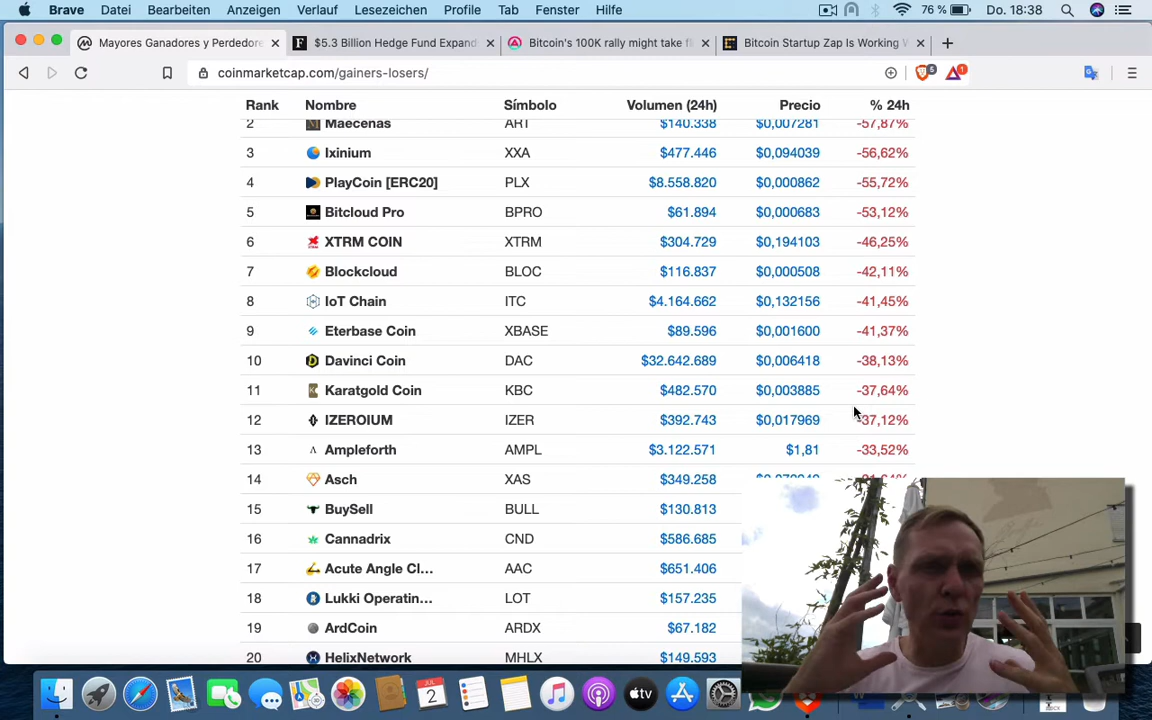 Brave Datei Bearbeiten Anzeigen Verlauf Lesezeichen Profile Tab Fenster Hilfe 76 % Do. 18:38
Mayores Ganadores y Perdedore $5.3 Billion Hedge Fund Expand Bitcoin's 100K rally might take f Bitcoin Startup Zap Is Working
coinmarketcap.com/gainers-losers/ 5 1
Rank Nombre Símbolo Volumen (24h) Precio % 24h
2 Maecenas ART $140.338 $0,007281 -57,87%
3 Ixinium XXA $477.446 $0,094039 -56,62%
4 PlayCoin [ERC20] PLX $8.558.820 $0,000862 -55,72%
5 Bitcloud Pro BPRO $61.894 $0,000683 -53,12%
6 XTRM COIN XTRM $304.729 $0,194103 -46,25%
7 Blockcloud BLOC $116.837 $0,000508 -42,11%
8 IoT Chain ITC $4.164.662 $0,132156 -41,45%
9 Eterbase Coin XBASE $89.596 $0,001600 -41,37%
10 Davinci Coin DAC $32.642.689 $0,006418 -38,13%
11 Karatgold Coin KBC $482.570 $0,003885 -37,64%
12 IZEROIUM IZER $392.743 $0,017969 -37,12%
13 Ampleforth AMPL $3.122.571 $1,81 -33,52%
14 Asch XAS $349.258
15 BuySell BULL $130.813
16 Cannadrix CND $586.685
17 Acute Angle Cl... AAC $651.406
18 Lukki Operatin... LOT $157.235
19 ArdCoin ARDX $67.182
20 HelixNetwork MHLX $149.593
JUL
2
tv